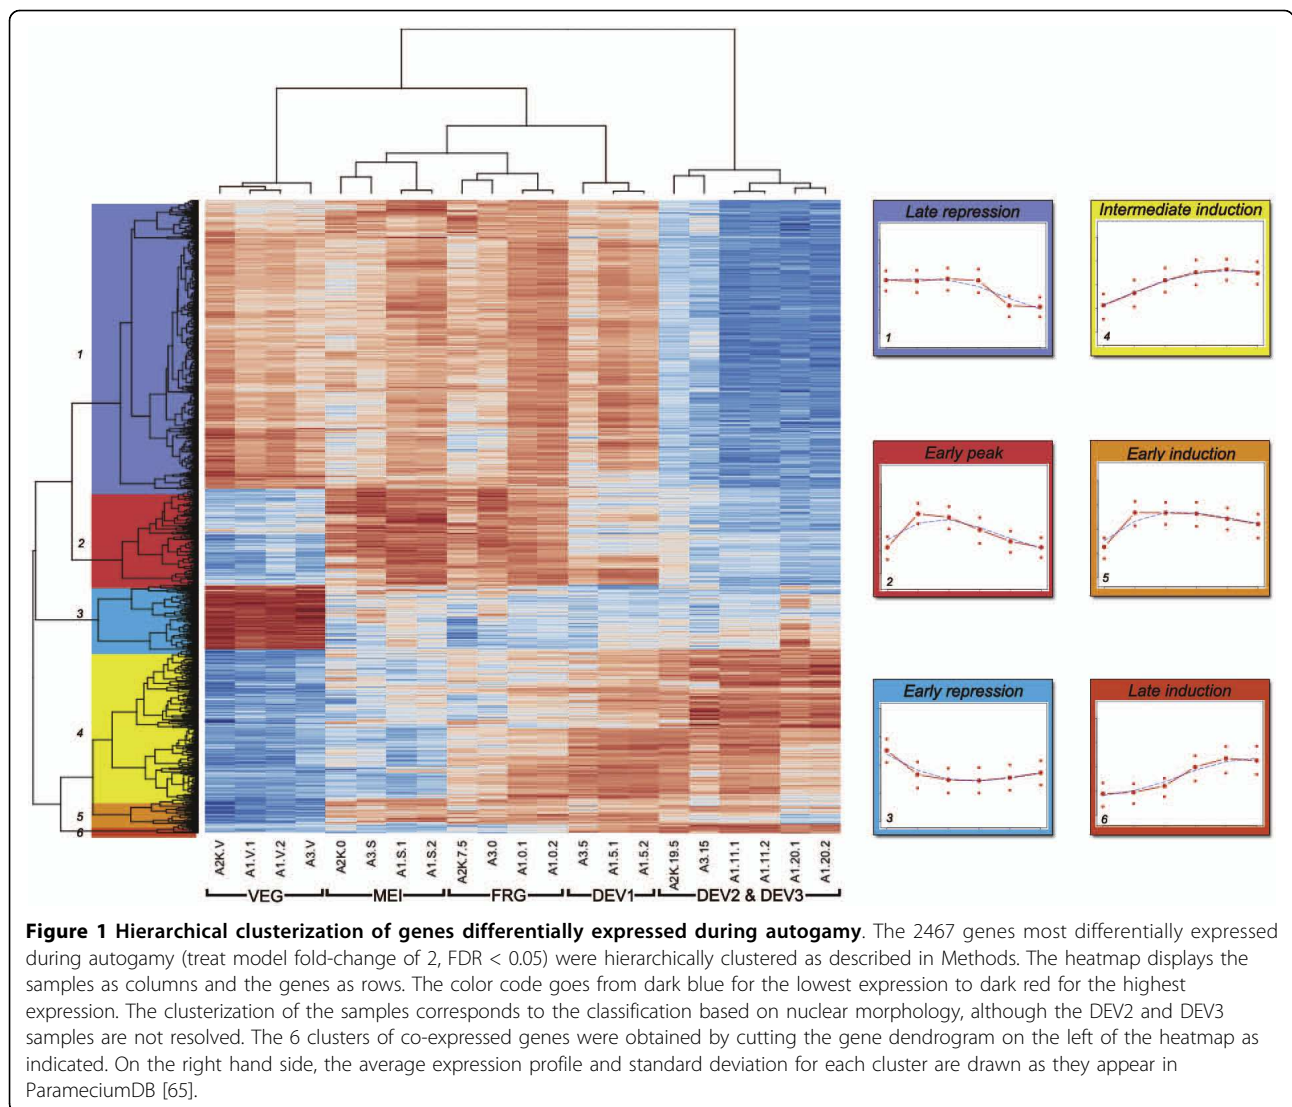 Late repression
1
Intermediate induction
4
Early peak
2
Early induction
5
Early repression
3
Late induction
6
1
2
3
4
5
6
A2K.V
A1.V.1
A1.V.2
A3.V
A2K.0
A3.S
A1.S.1
A1.S.2
A2K.7.5
A3.0
A1.0.1
A1.0.2
A3.5
A1.5.1
A1.5.2
A2K.19.5
A3.15
A1.11.1
A1.11.2
A1.20.1
A1.20.2
VEG
MEI
FRG
DEV1
DEV2 & DEV3
Figure 1 Hierarchical clusterization of genes differentially expressed during autogamy. The 2467 genes most differentially expressed
during autogamy (treat model fold-change of 2, FDR < 0.05) were hierarchically clustered as described in Methods. The heatmap displays the
samples as columns and the genes as rows. The color code goes from dark blue for the lowest expression to dark red for the highest
expression. The clusterization of the samples corresponds to the classification based on nuclear morphology, although the DEV2 and DEV3
samples are not resolved. The 6 clusters of co-expressed genes were obtained by cutting the gene dendrogram on the left of the heatmap as
indicated. On the right hand side, the average expression profile and standard deviation for each cluster are drawn as they appear in
ParameciumDB [65].